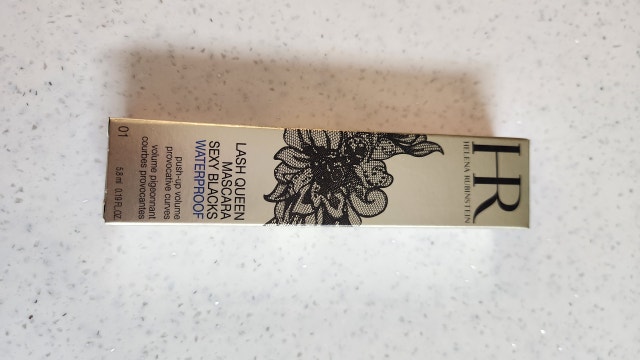 HR
HELENA RUBINSTEIN
LASH QUEEN
MASCARA
SEXY BLACKS
WATERPROOF
push-up volume
provocative curves
volume pigeonnant
courbes provocantes
01
5.8 ml 0.19 FL.OZ.